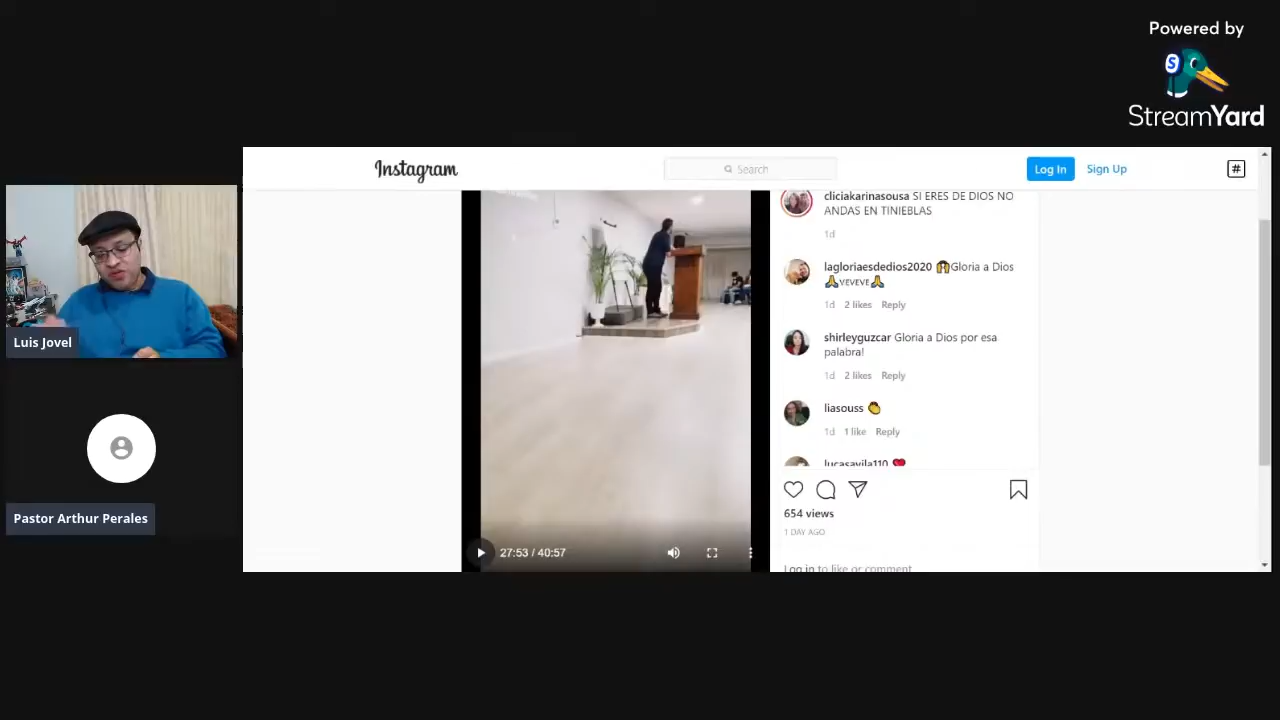 Powered by
S
StreamYard
Instagram
Search
Log In
Sign Up
#
cliciakarinasousa SI ERES DE DIOS NO
ANDAS EN TINIEBLAS
1d
lagloriaesdedios2020 🙌Gloria a Dios
🙏VEVEVE🙏
1d 2 likes Reply
shirleyguzcar Gloria a Dios por esa
palabra!
1d 2 likes Reply
liasouss 👏
1d 1 like Reply
lucasavila110 ❤️
654 views
1 DAY AGO
Log in to like or comment
27:53 / 40:57
Luis Jovel
Pastor Arthur Perales